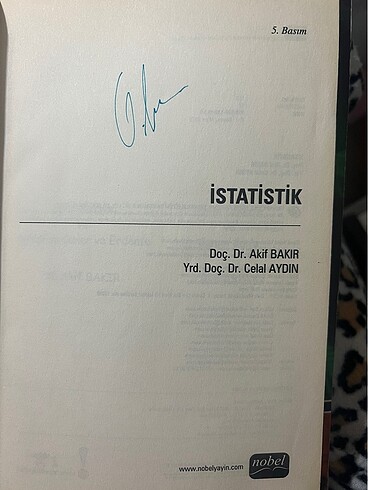 5. Basım
İSTATİSTİK
Doç. Dr. Akif BAKIR
Yrd. Doç. Dr. Celal AYDIN
www.nobelyayin.com
nobel